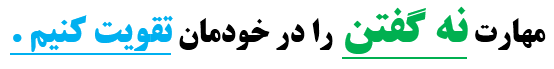 مهارت نه گفتن را در خودمان تقویت کنیم .